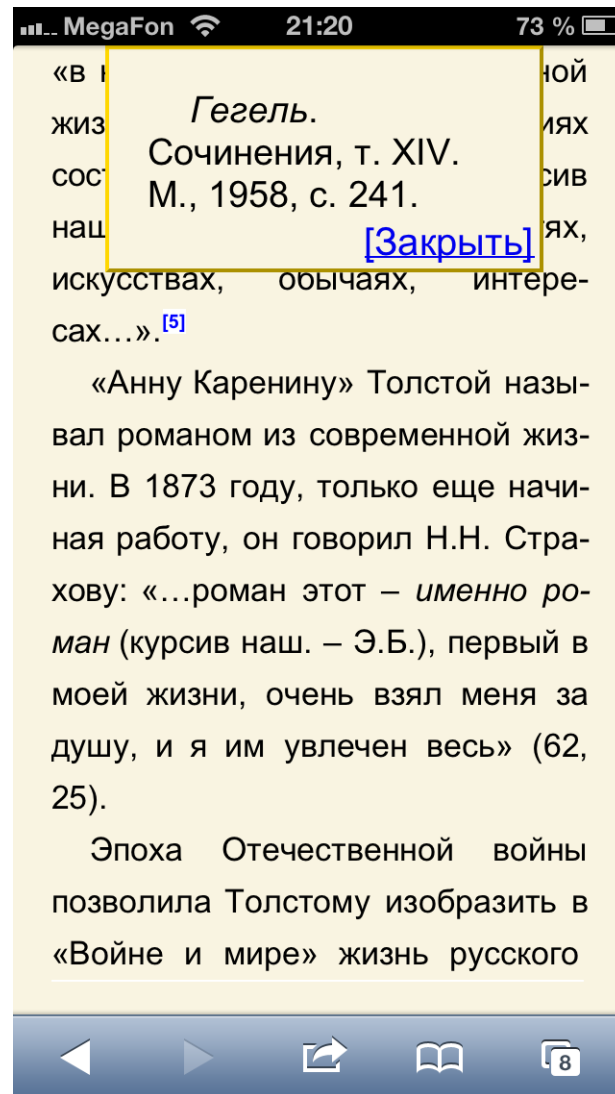 MegaFon 21:20 73 %
Гегель.
Сочинения, т. XIV.
М., 1958, с. 241.
[Закрыть]
«в ной
жиз иях
сос сив
наш ях,
искусствах, обычаях, интере-
сах…».[5]
«Анну Каренину» Толстой назы-
вал романом из современной жиз-
ни. В 1873 году, только еще начи-
ная работу, он говорил Н.Н. Стра-
хову: «…роман этот – именно ро-
ман (курсив наш. – Э.Б.), первый в
моей жизни, очень взял меня за
душу, и я им увлечен весь» (62,
25).
Эпоха Отечественной войны
позволила Толстому изобразить в
«Войне и мире» жизнь русского
8